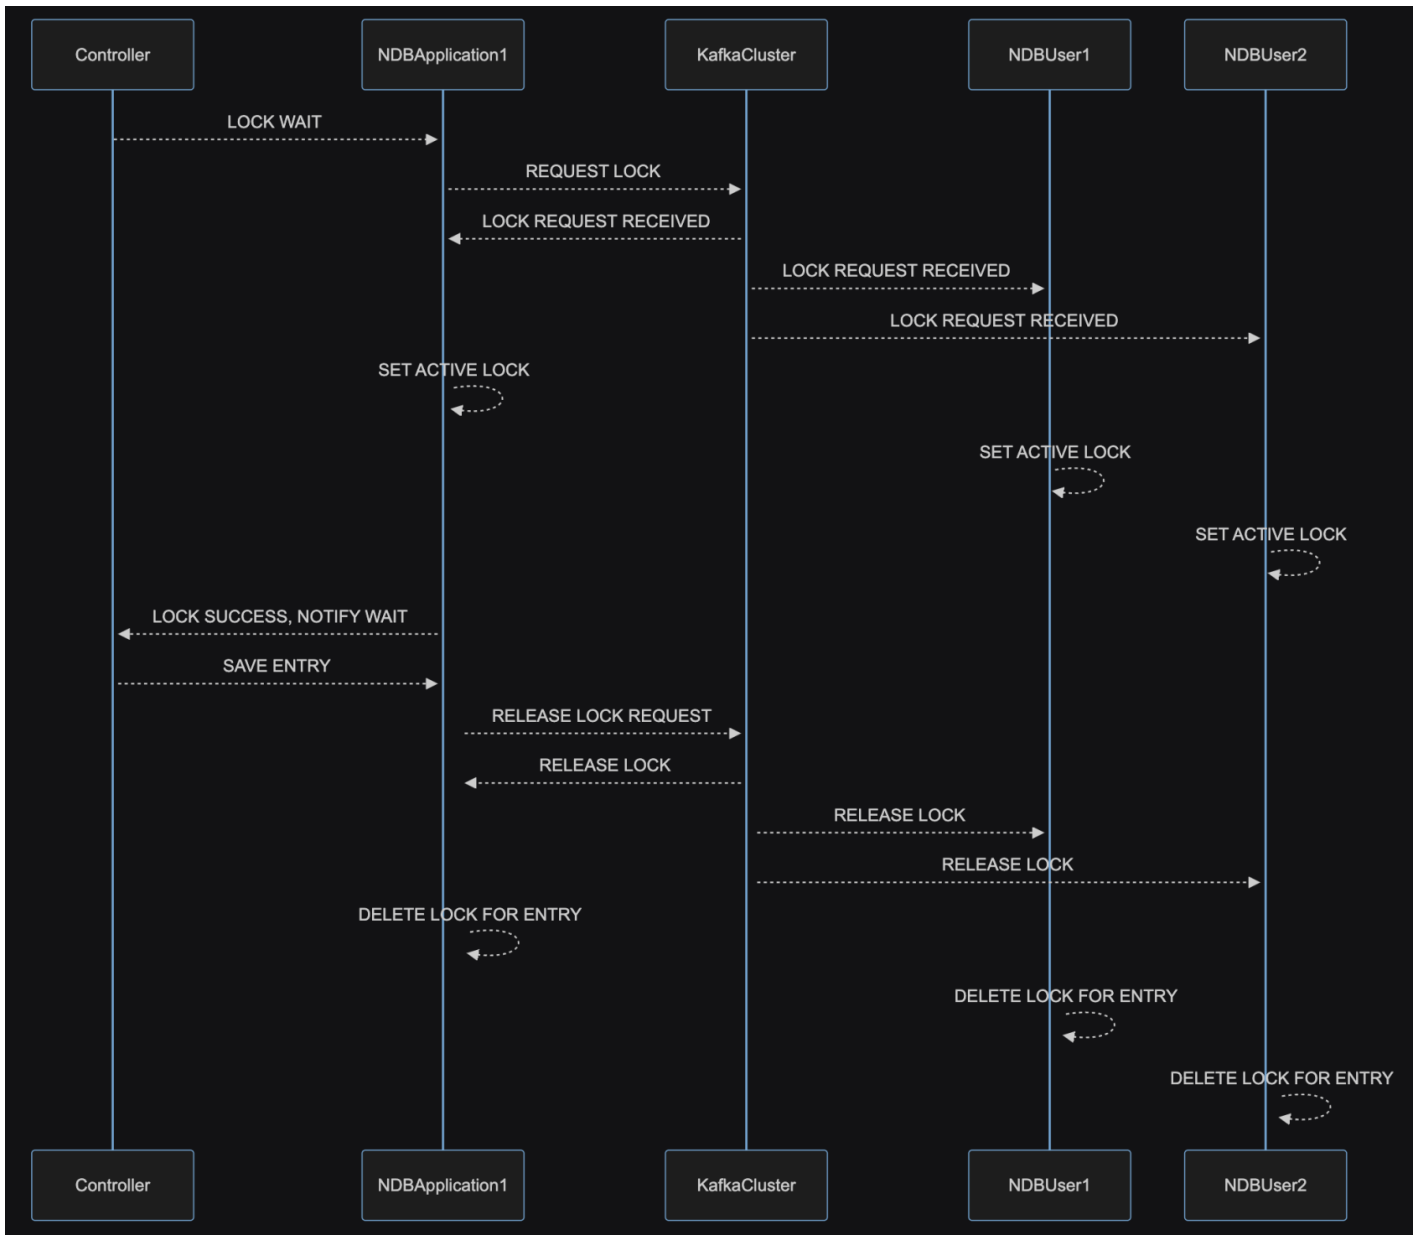 Controller
NDBApplication1
KafkaCluster
NDBUser1
NDBUser2
LOCK WAIT
REQUEST LOCK
LOCK REQUEST RECEIVED
LOCK REQUEST RECEIVED
LOCK REQUEST RECEIVED
SET ACTIVE LOCK
SET ACTIVE LOCK
SET ACTIVE LOCK
LOCK SUCCESS, NOTIFY WAIT
SAVE ENTRY
RELEASE LOCK REQUEST
RELEASE LOCK
RELEASE LOCK
RELEASE LOCK
DELETE LOCK FOR ENTRY
DELETE LOCK FOR ENTRY
DELETE LOCK FOR ENTRY
Controller
NDBApplication1
KafkaCluster
NDBUser1
NDBUser2